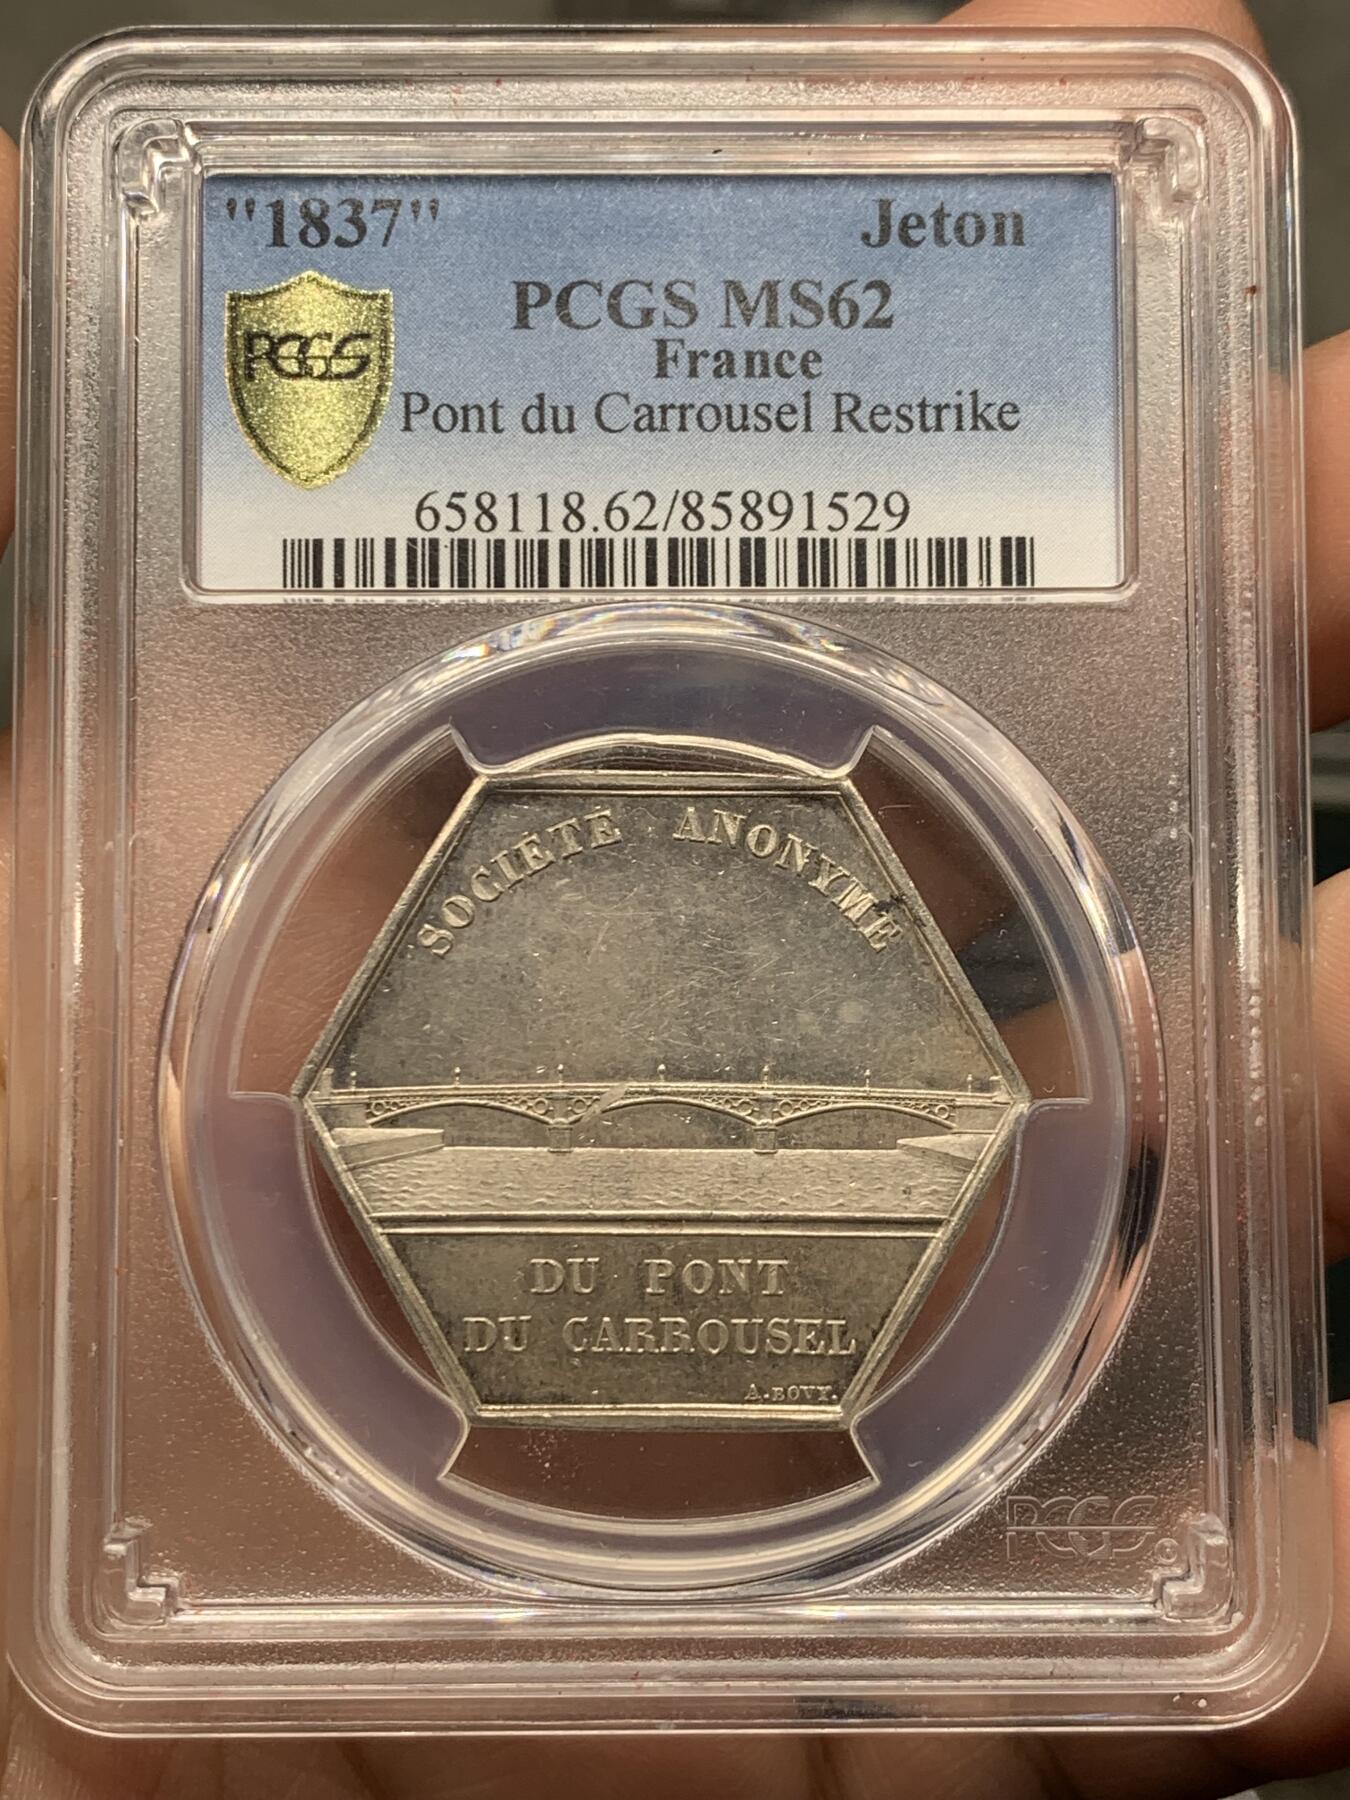 "1837" Jeton
PCGS MS62
PCGS
France
Pont du Carrousel Restrike
658118.62/85891529
SOCIÉTÉ ANONYME
DU PONT
DU CARROUSEL
A.BOVY.
PCGS